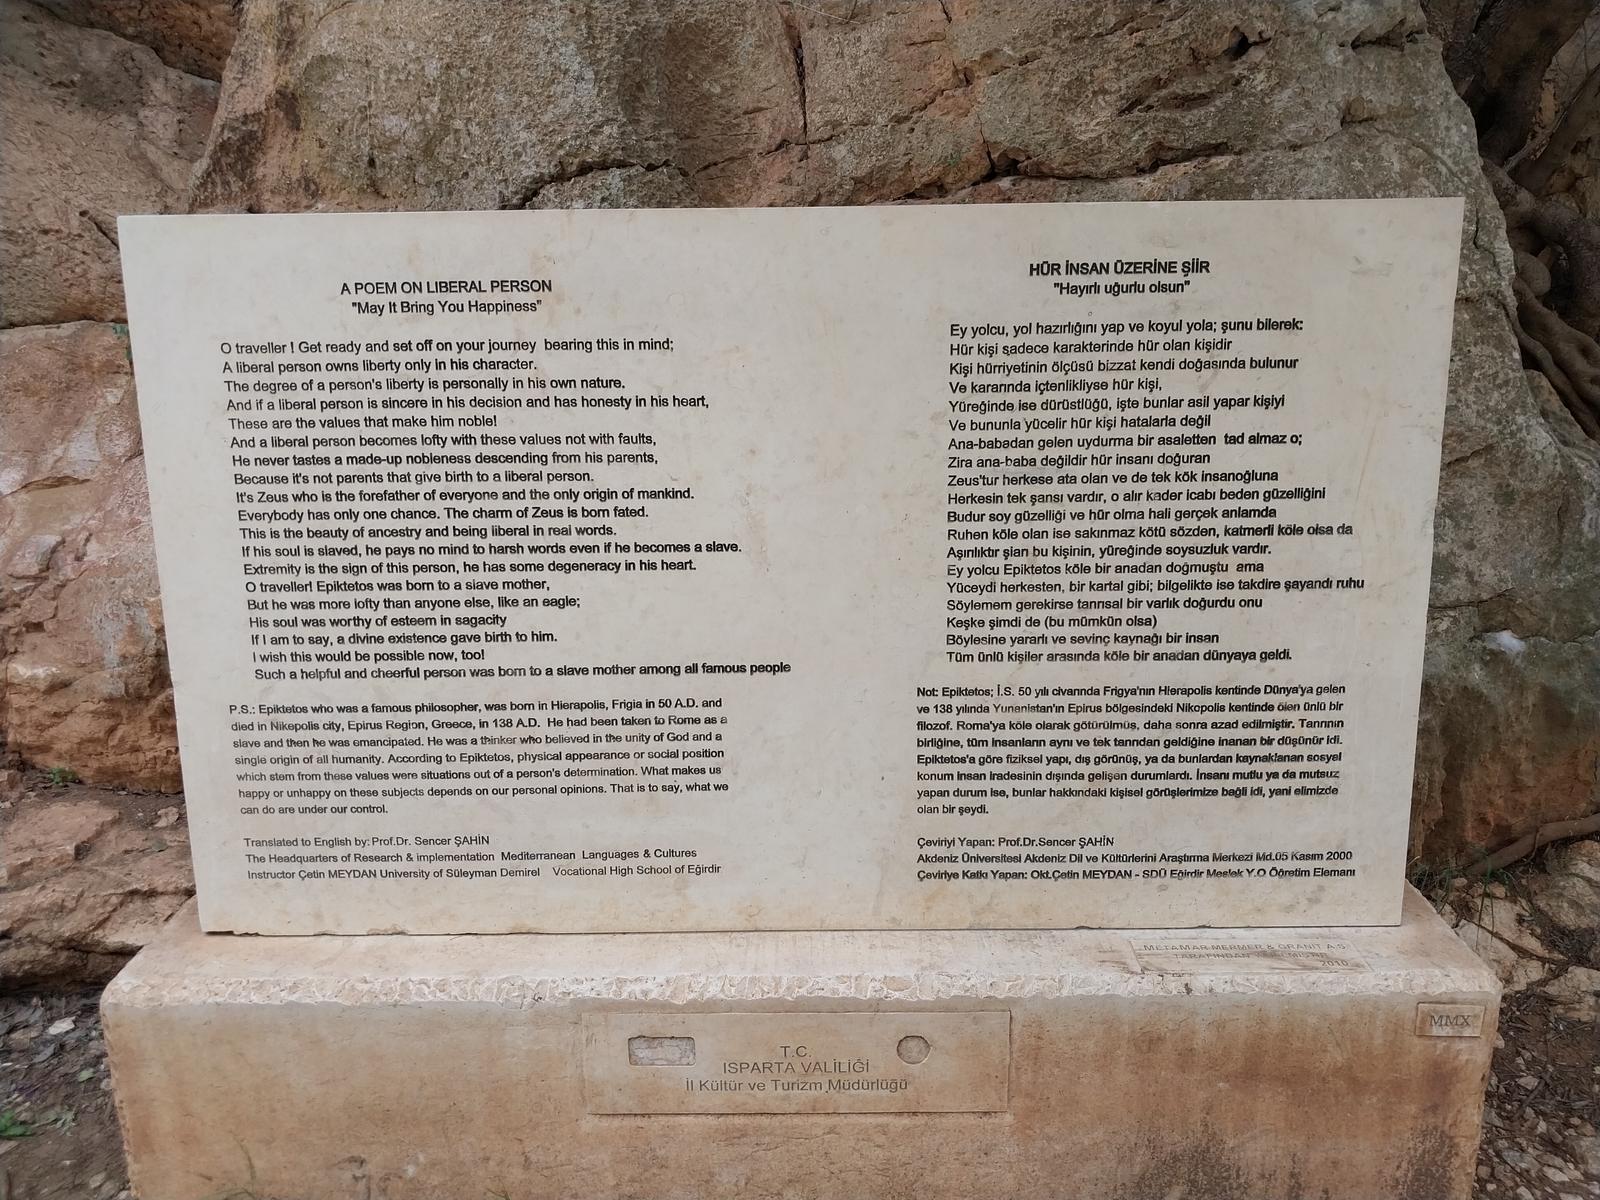 A POEM ON LIBERAL PERSON
"May It Bring You Happiness"
O traveller ! Get ready and set off on your journey bearing this in mind;
A liberal person owns liberty only in his character.
The degree of a person's liberty is personally in his own nature.
And if a liberal person is sincere in his decision and has honesty in his heart,
These are the values that make him noble!
And a liberal person becomes lofty with these values not with faults,
He never tastes a made-up nobleness descending from his parents,
Because it's not parents that give birth to a liberal person.
It's Zeus who is the forefather of everyone and the only origin of mankind.
Everybody has only one chance. The charm of Zeus is born fated.
This is the beauty of ancestry and being liberal in real words.
If his soul is slaved, he pays no mind to harsh words even if he becomes a slave.
Extremity is the sign of this person, he has some degeneracy in his heart.
O traveller! Epiktetos was born to a slave mother,
But he was more lofty than anyone else, like an eagle;
His soul was worthy of esteem in sagacity
If I am to say, a divine existence gave birth to him.
I wish this would be possible now, too!
Such a helpful and cheerful person was born to a slave mother among all famous people
P.S.: Epiktetos who was a famous philosopher, was born in Hierapolis, Frigia in 50 A.D. and
died in Nikepolis city, Epirus Region, Greece, in 138 A.D. He had been taken to Rome as a
slave and then he was emancipated. He was a thinker who believed in the unity of God and a
single origin of all humanity. According to Epiktetos, physical appearance or social position
which stem from these values were situations out of a person's determination. What makes us
happy or unhappy on these subjects depends on our personal opinions. That is to say, what we
can do are under our control.
Translated to English by: Prof.Dr. Sencer ŞAHİN
The Headquarters of Research & implementation Mediterranean Languages & Cultures
Instructor Çetin MEYDAN University of Süleyman Demirel Vocational High School of Eğirdir
HÜR İNSAN ÜZERİNE ŞİİR
"Hayırlı uğurlu olsun"
Ey yolcu, yol hazırlığını yap ve koyul yola; şunu bilerek:
Hür kişi sadece karakterinde hür olan kişidir
Kişi hürriyetinin ölçüsü bizzat kendi doğasında bulunur
Ve kararında içtenlikliyse hür kişi,
Yüreğinde ise dürüstlüğü, işte bunlar asil yapar kişiyi
Ve bununla yücelir hür kişi hatalarla değil
Ana-babadan gelen uydurma bir asaletten tad almaz o;
Zira ana-baba değildir hür insanı doğuran
Zeus'tur herkese ata olan ve de tek kök insanoğluna
Herkesin tek şansı vardır, o alır kader icabı beden güzelliğini
Budur soy güzelliği ve hür olma hali gerçek anlamda
Ruhen köle olan ise sakınmaz kötü sözden, katmerli köle olsa da
Aşırılıktır şian bu kişinin, yüreğinde soysuzluk vardır.
Ey yolcu Epiktetos köle bir anadan doğmuştu ama
Yüceydi herkesten, bir kartal gibi; bilgelikte ise takdire şayandı ruhu
Söylemem gerekirse tanrısal bir varlık doğurdu onu
Keşke şimdi de (bu mümkün olsa)
Böylesine yararlı ve sevinç kaynağı bir insan
Tüm ünlü kişiler arasında köle bir anadan dünyaya geldi.
Not: Epiktetos; İ.S. 50 yılı civarında Frigya'nın Hierapolis kentinde Dünya'ya gelen
ve 138 yılında Yunanistan'ın Epirus bölgesindeki Nikopolis kentinde ölen ünlü bir
filozof. Roma'ya köle olarak götürülmüş, daha sonra azad edilmiştir. Tanrının
birliğine, tüm insanların aynı ve tek tanrıdan geldiğine inanan bir düşünür idi.
Epiktetos'a göre fiziksel yapı, dış görünüş, ya da bunlardan kaynaklanan sosyal
konum insan iradesinin dışında gelişen durumlardı. İnsanı mutlu ya da mutsuz
yapan durum ise, bunlar hakkındaki kişisel görüşlerimize bağlı idi, yani elimizde
olan bir şeydi.
Çeviriyi Yapan: Prof.Dr.Sencer ŞAHİN
Akdeniz Üniversitesi Akdeniz Dil ve Kültürlerini Araştırma Merkezi Md.05 Kasım 2000
Çeviriye Katkı Yapan: Okt.Çetin MEYDAN - SDÜ Eğirdir Meslek Y.O Öğretim Elemanı
METAMAR MERMER & GRANİT A.Ş
TARAFINDAN
2010
MMX
T.C.
ISPARTA VALİLİĞİ
İl Kültür ve Turizm Müdürlüğü